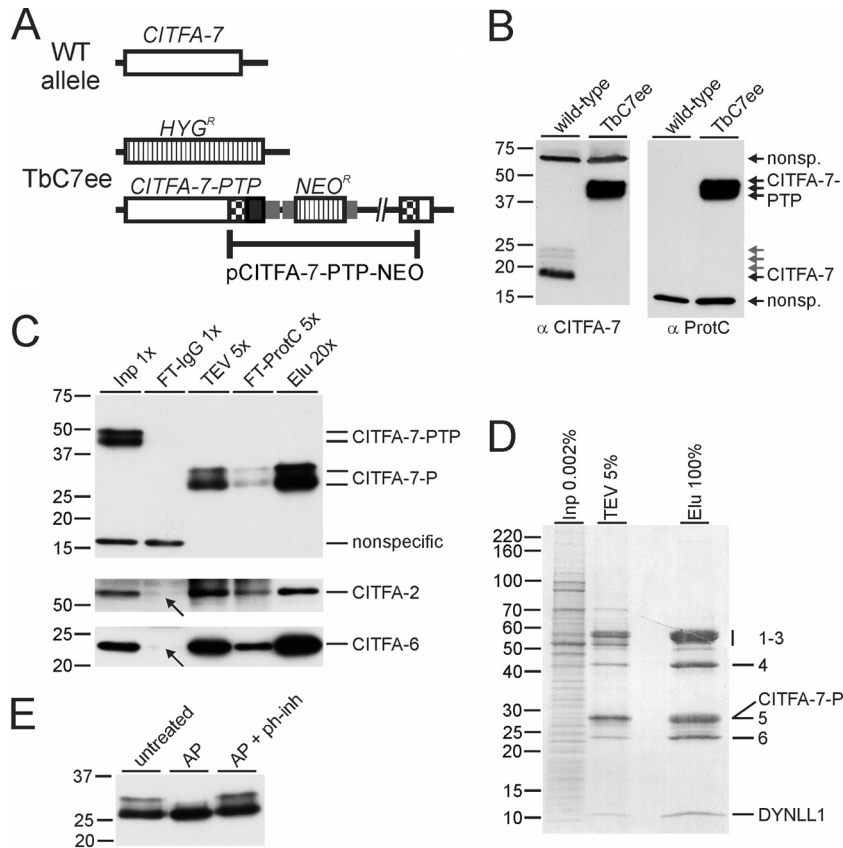 A
WT
allele
CITFA-7
TbC7ee
HYGᴿ
CITFA-7-PTP
NEOᴿ
//
pCITFA-7-PTP-NEO
B
wild-type
TbC7ee
wild-type
TbC7ee
75
50
37
25
20
15
nonsp.
CITFA-7-
PTP
CITFA-7
nonsp.
α CITFA-7
α ProtC
C
Inp 1x
FT-IgG 1x
TEV 5x
FT-ProtC 5x
Elu 20x
75
50
37
25
20
15
CITFA-7-PTP
CITFA-7-P
nonspecific
50
CITFA-2
25
20
CITFA-6
D
Inp 0.002%
TEV 5%
Elu 100%
220
160
100
70
60
50
40
30
25
20
15
10
1-3
4
CITFA-7-P
5
6
DYNLL1
E
untreated
AP
AP + ph-inh
37
25
20